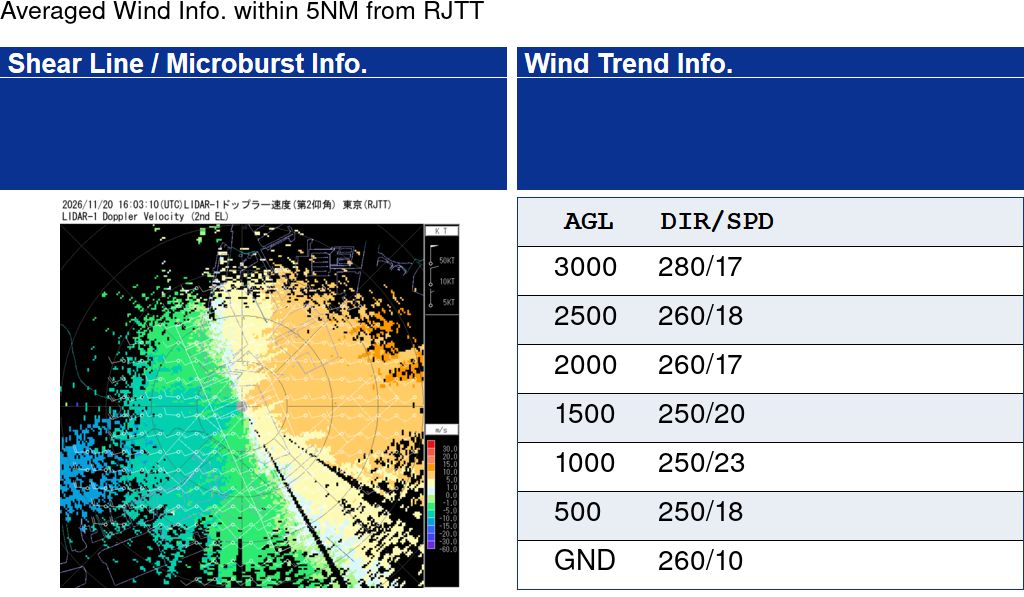 Averaged Wind Info. within 5NM from RJTT
Shear Line / Microburst Info.
Wind Trend Info.
2026/11/20 16:03:10(UTC)LIDAR-1ドップラー速度(第2仰角) 東京(RJTT)
LIDAR-1 Doppler Velocity (2nd EL)
K T
50KT
10KT
5KT
m/s
30.0
20.0
15.0
10.0
5.0
1.0
0.0
-1.0
-5.0
-10.0
-15.0
-20.0
-30.0
-60.0
AGL DIR/SPD
3000 280/17
2500 260/18
2000 260/17
1500 250/20
1000 250/23
500 250/18
GND 260/10